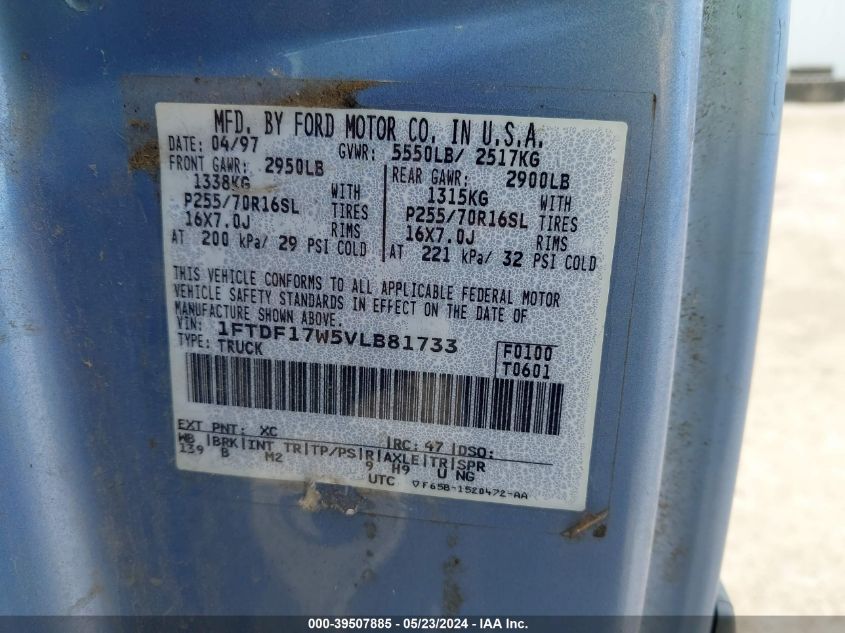 MFD. BY FORD MOTOR CO. IN U.S.A.
DATE: 04/97 GVWR: 5550LB/ 2517KG
FRONT GAWR: 2950LB REAR GAWR: 2900LB
1338KG WITH 1315KG WITH
P255/70R16SL TIRES P255/70R16SL TIRES
16X7.0J RIMS 16X7.0J RIMS
AT 200 kPa/ 29 PSI COLD AT 221 kPa/ 32 PSI COLD
THIS VEHICLE CONFORMS TO ALL APPLICABLE FEDERAL MOTOR
VEHICLE SAFETY STANDARDS IN EFFECT ON THE DATE OF
MANUFACTURE SHOWN ABOVE.
VIN: 1FTDF17W5VLB81733
TYPE: TRUCK
F0100
T0601
EXT PNT: XC RC: 47 DSO:
WB BRK INT TR TP/PS R AXLE TR SPR
139 B M2 9 H9 U NG
UTC ▽F65B-1520472-AA
000-39507885 - 05/23/2024 - IAA Inc.